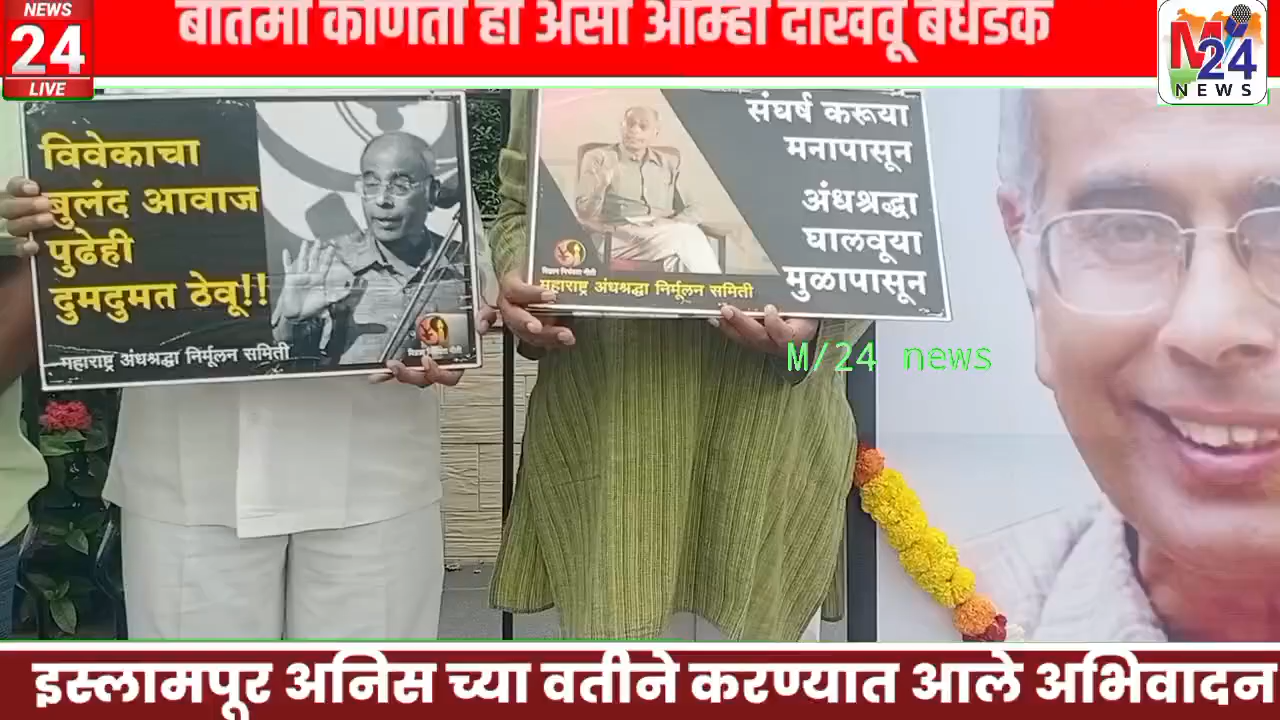 NEWS
24
LIVE
बातमी कोणती ही असो आम्ही दाखवू बेधडक
M/24
NEWS
विवेकाचा
बुलंद आवाज
पुढेही
दुमदुमत ठेवू!!
महाराष्ट्र अंधश्रद्धा निर्मूलन समिती
संघर्ष करूया
मनापासून
अंधश्रद्धा
घालवूया
मुळापासून
महाराष्ट्र अंधश्रद्धा निर्मूलन समिती
M/24 news
इस्लामपूर अनिस च्या वतीने करण्यात आले अभिवादन